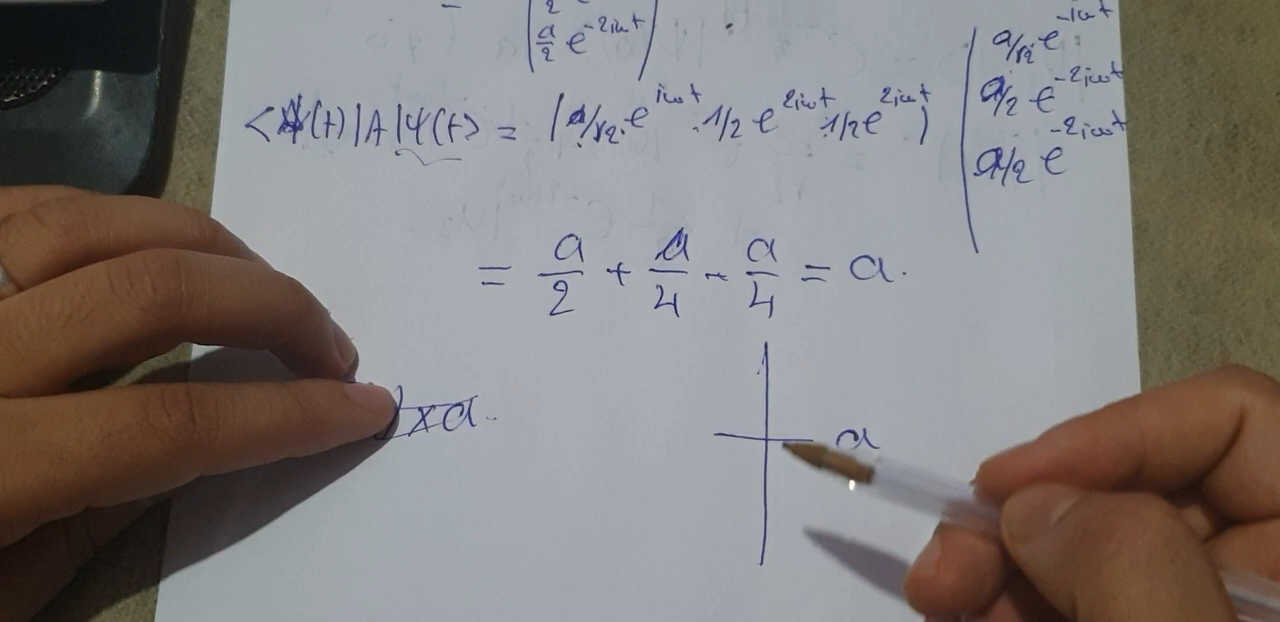 a/2 e^-2iωt
<ψ(t)|A|ψ(t)> = (a/√2.e^iωt .1/2 e^2iωt 1/2e^2iωt) a/√2 e^-iωt
a/2 e^-2iωt
a/2 e^-2iωt
= a/2 + a/4 - a/4 = a.
xa.
a